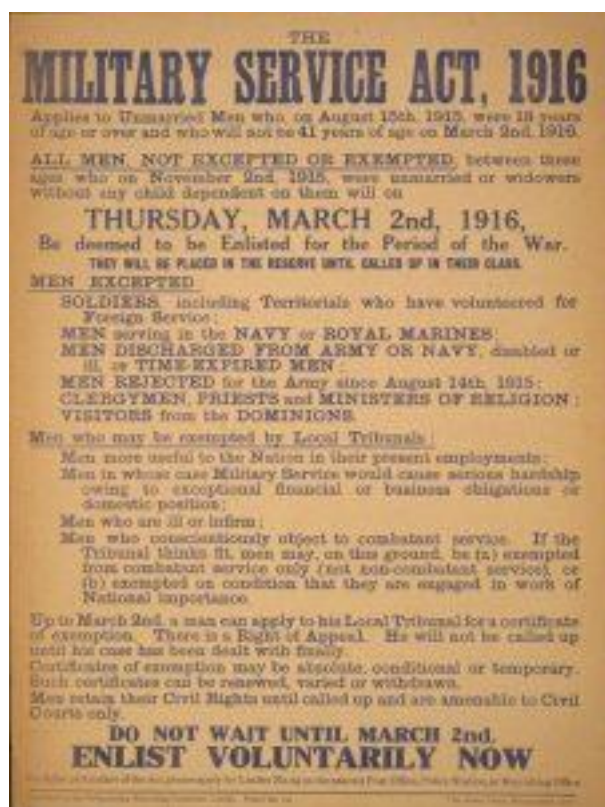 THE
MILITARY SERVICE ACT, 1916
Applies to Unmarried Men who, on August 15th, 1915, were 18 years
of age or over and who will not be 41 years of age on March 2nd, 1916.
ALL MEN, NOT EXCEPTED OR EXEMPTED, between these
ages who on November 2nd, 1915, were unmarried or widowers
without any child dependent on them will on
THURSDAY, MARCH 2nd, 1916,
Be deemed to be Enlisted for the Period of the War.
THEY WILL BE PLACED IN THE RESERVE UNTIL CALLED UP IN THEIR CLASS.
MEN EXCEPTED
SOLDIERS, including Territorials who have volunteered for
Foreign Service;
MEN serving in the NAVY or ROYAL MARINES
MEN DISCHARGED FROM ARMY OR NAVY, disabled or
ill, or TIME-EXPIRED MEN;
MEN REJECTED for the Army since August 14th, 1915;
CLERGYMEN, PRIESTS and MINISTERS OF RELIGION;
VISITORS from the DOMINIONS.
Men who may be exempted by Local Tribunals:
Men more useful to the Nation in their present employments;
Men in whose case Military Service would cause serious hardship
owing to exceptional financial or business obligations or
domestic position;
Men who are ill or infirm;
Men who conscientiously object to combatant service. If the
Tribunal thinks fit, men may, on this ground, be (a) exempted
from combatant service only (not non-combatant service), or
(b) exempted on condition that they are engaged in work of
National importance.
Up to March 2nd, a man can apply to his Local Tribunal for a certificate
of exemption. There is a Right of Appeal. He will not be called up
until his case has been dealt with finally.
Certificates of exemption may be absolute, conditional or temporary.
Such certificates can be renewed, varied or withdrawn.
Men retain their Civil Rights until called up and are amenable to Civil
Courts only.
DO NOT WAIT UNTIL MARCH 2nd.
ENLIST VOLUNTARILY NOW